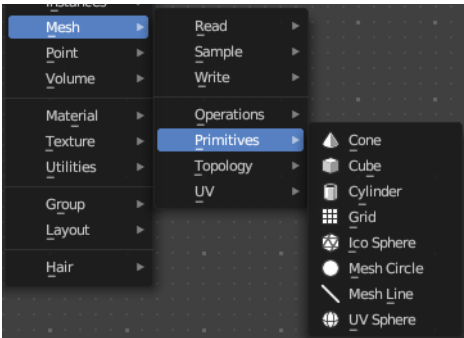 Instances
Mesh
Point
Volume
Material
Texture
Utilities
Group
Layout
Hair
Read
Sample
Write
Operations
Primitives
Topology
UV
Cone
Cube
Cylinder
Grid
Ico Sphere
Mesh Circle
Mesh Line
UV Sphere